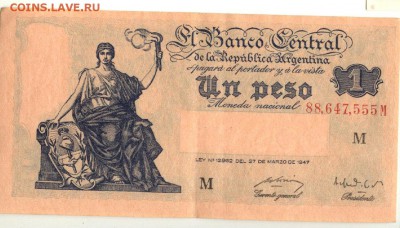 COINS.ЛАVE.RU
El Banco Central
de la República Argentina
pagará al portador y á la vista
1
Un peso
Moneda nacional
88,647,555M
M
LEY Nº 12962 DEL 27 DE MARZO DE 1947
M
Gerente general
Presidente